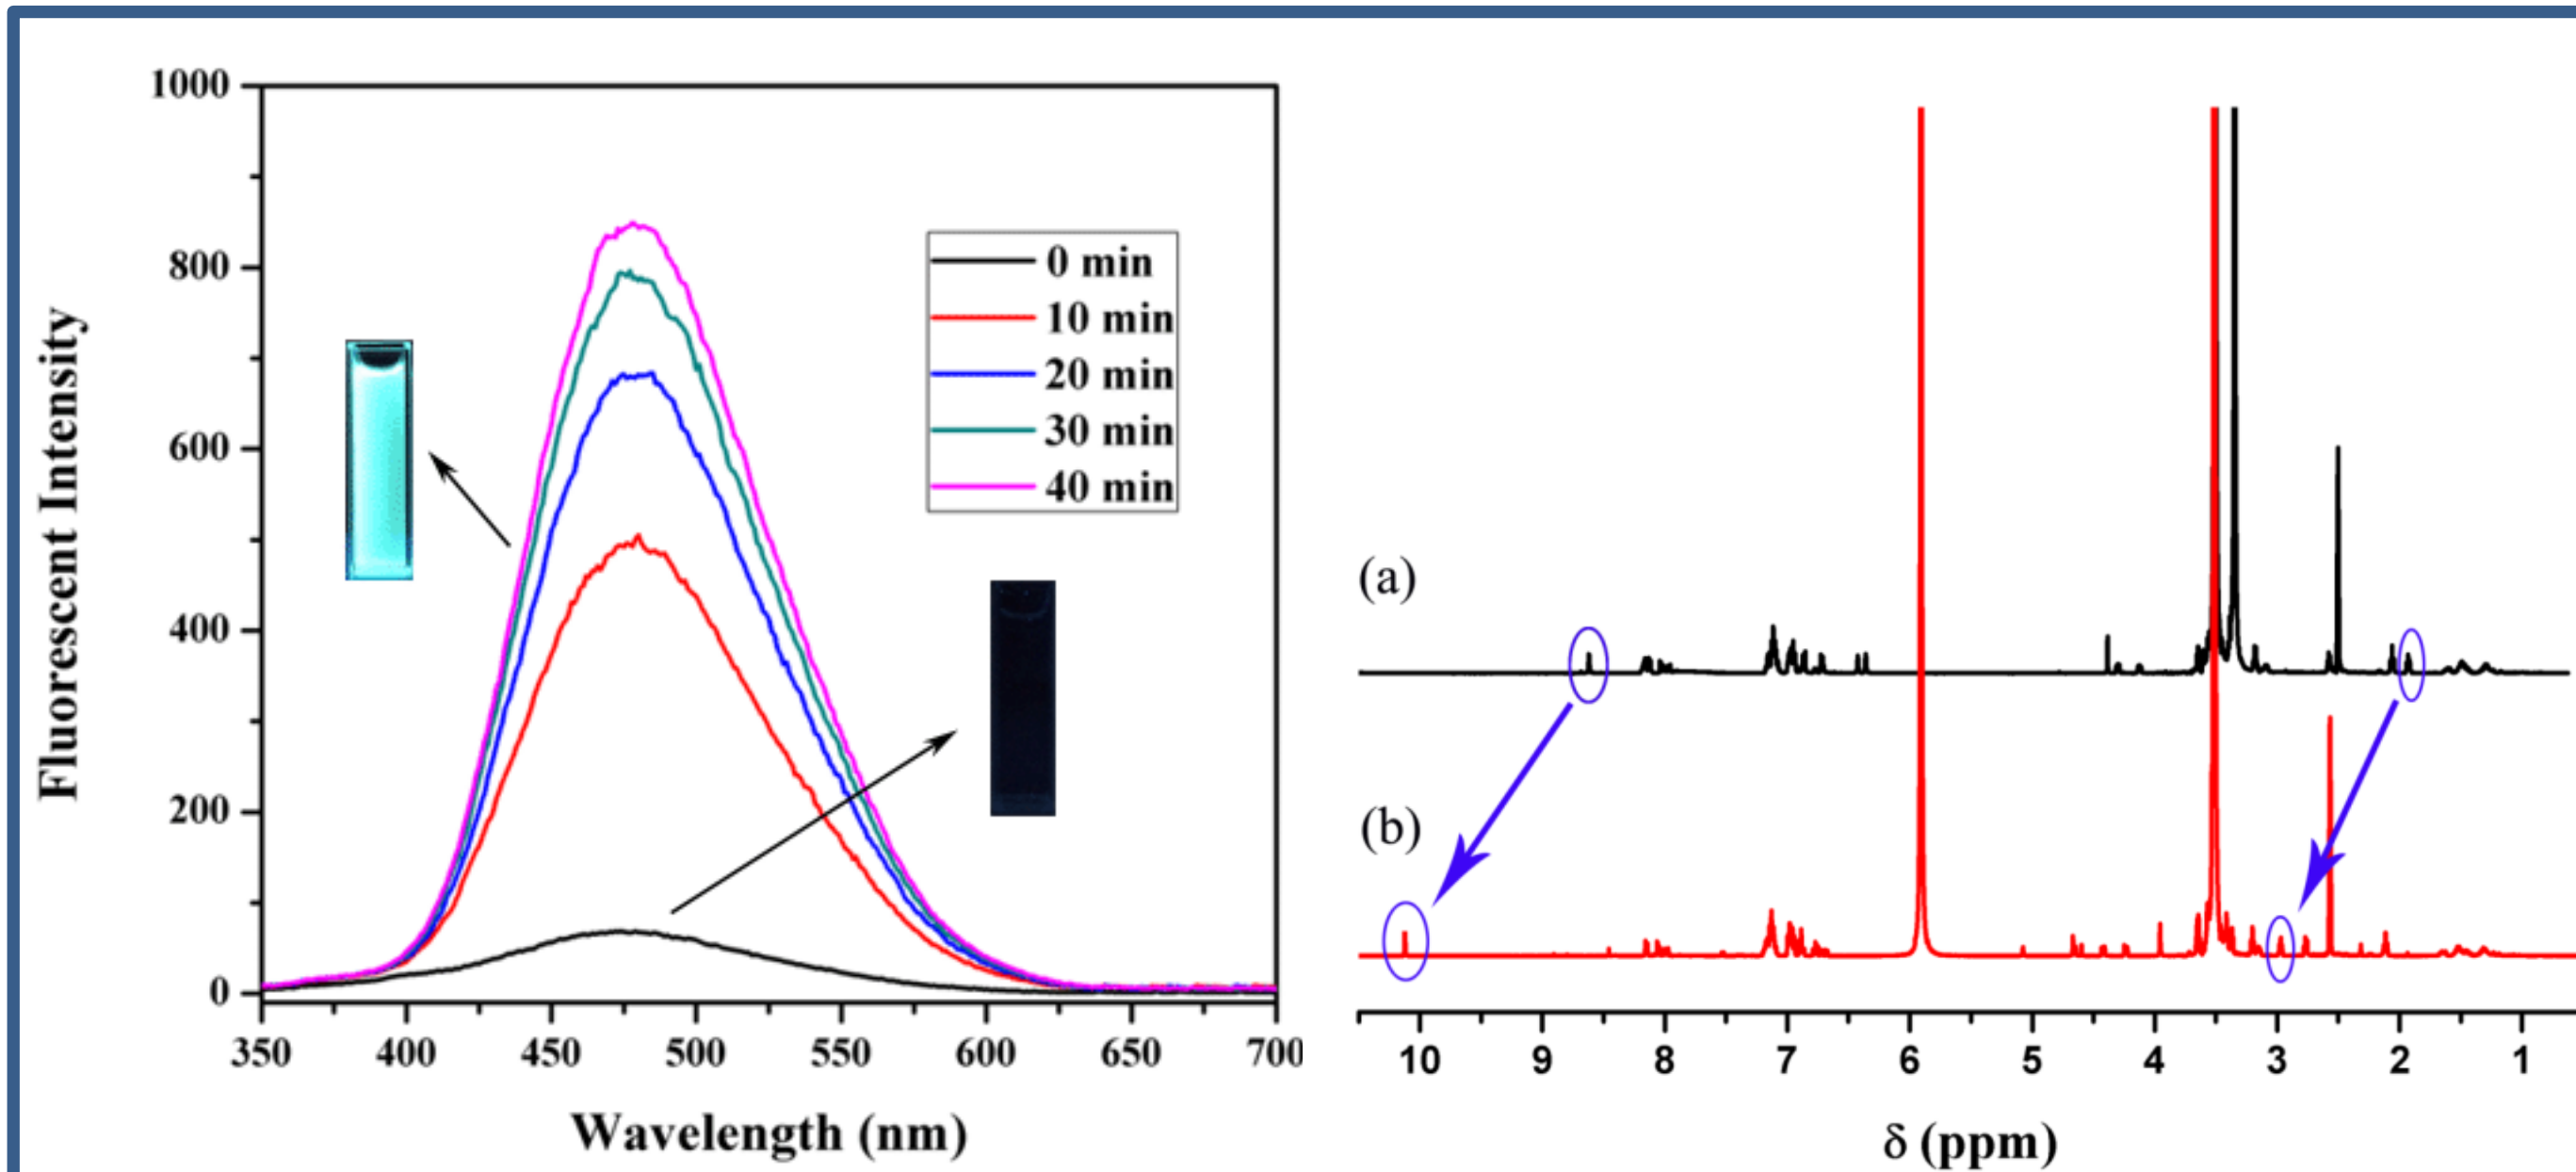 1000
800
600
400
200
0
Fluorescent Intensity
0 min
10 min
20 min
30 min
40 min
350 400 450 500 550 600 650 700
Wavelength (nm)
(a)
(b)
10 9 8 7 6 5 4 3 2 1
δ (ppm)